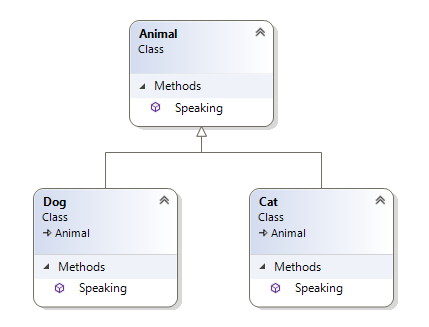 Animal
Class
Methods
Speaking
Dog
Class
Animal
Methods
Speaking
Cat
Class
Animal
Methods
Speaking